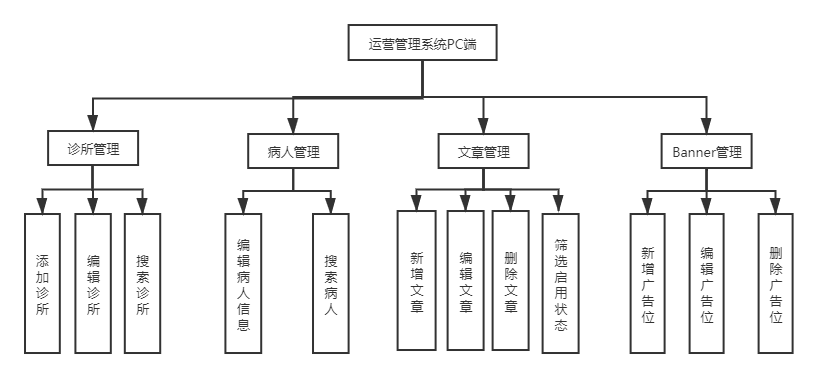 运营管理系统PC端
诊所管理
病人管理
文章管理
Banner管理
添加诊所
编辑诊所
搜索诊所
编辑病人信息
搜索病人
新增文章
编辑文章
删除文章
筛选启用状态
新增广告位
编辑广告位
删除广告位